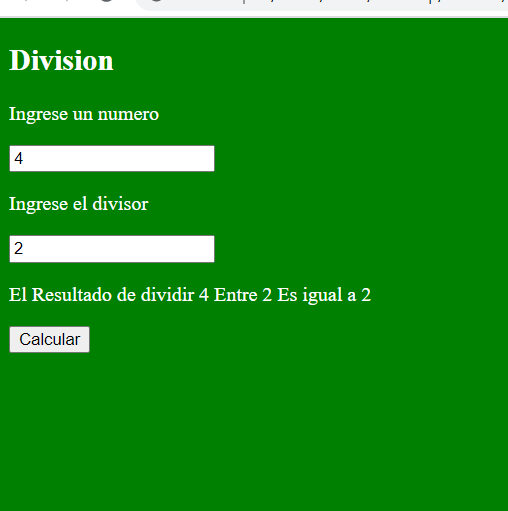 Division
Ingrese un numero
4
Ingrese el divisor
2
El Resultado de dividir 4 Entre 2 Es igual a 2
Calcular